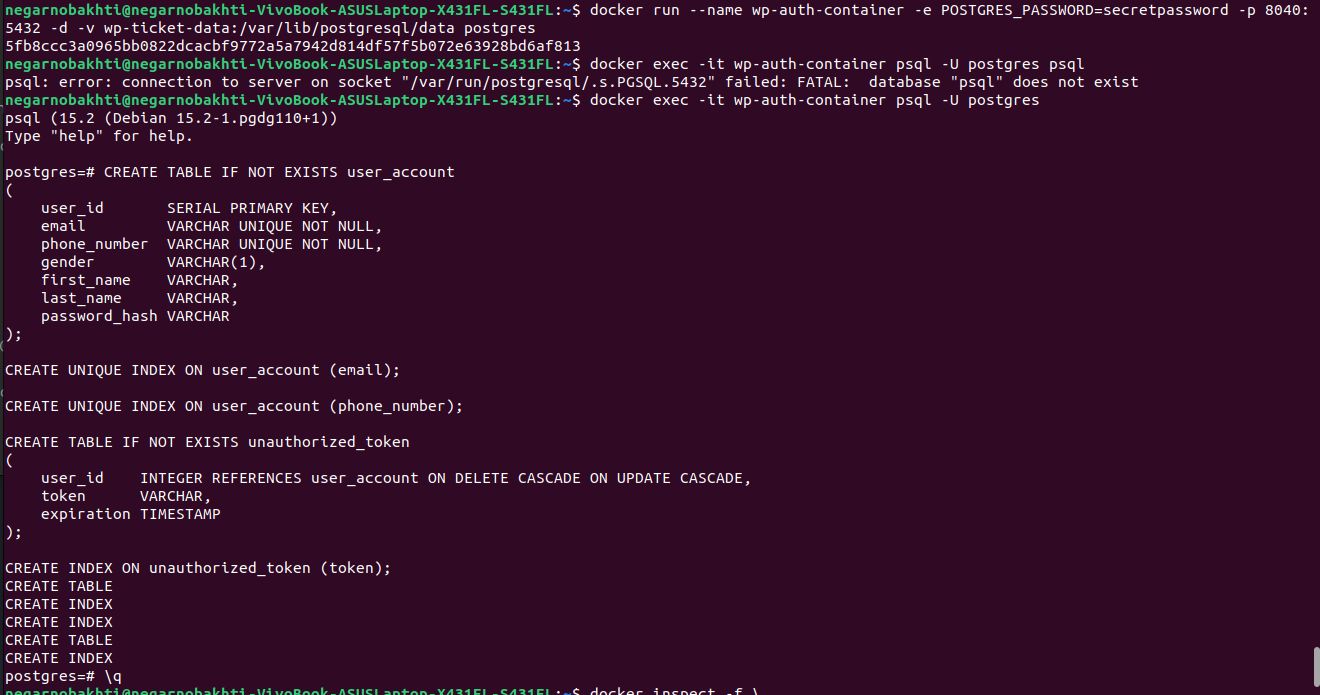 negarnobakhti@negarnobakhti-VivoBook-ASUSLaptop-X431FL-S431FL:~$ docker run --name wp-auth-container -e POSTGRES_PASSWORD=secretpassword -p 8040:
5432 -d -v wp-ticket-data:/var/lib/postgresql/data postgres
5fb8ccc3a0965bb0822dcacbf9772a5a7942d814df57f5b072e63928bd6af813
negarnobakhti@negarnobakhti-VivoBook-ASUSLaptop-X431FL-S431FL:~$ docker exec -it wp-auth-container psql -U postgres psql
psql: error: connection to server on socket "/var/run/postgresql/.s.PGSQL.5432" failed: FATAL:  database "psql" does not exist
negarnobakhti@negarnobakhti-VivoBook-ASUSLaptop-X431FL-S431FL:~$ docker exec -it wp-auth-container psql -U postgres
psql (15.2 (Debian 15.2-1.pgdg110+1))
Type "help" for help.

postgres=# CREATE TABLE IF NOT EXISTS user_account
(
    user_id       SERIAL PRIMARY KEY,
    email         VARCHAR UNIQUE NOT NULL,
    phone_number  VARCHAR UNIQUE NOT NULL,
    gender        VARCHAR(1),
    first_name    VARCHAR,
    last_name     VARCHAR,
    password_hash VARCHAR
);

CREATE UNIQUE INDEX ON user_account (email);

CREATE UNIQUE INDEX ON user_account (phone_number);

CREATE TABLE IF NOT EXISTS unauthorized_token
(
    user_id    INTEGER REFERENCES user_account ON DELETE CASCADE ON UPDATE CASCADE,
    token      VARCHAR,
    expiration TIMESTAMP
);

CREATE INDEX ON unauthorized_token (token);
CREATE TABLE
CREATE INDEX
CREATE INDEX
CREATE TABLE
CREATE INDEX
postgres=# \q
negarnobakhti@negarnobakhti-VivoBook-ASUSLaptop-X431FL-S431FL:~$ docker inspect -f \